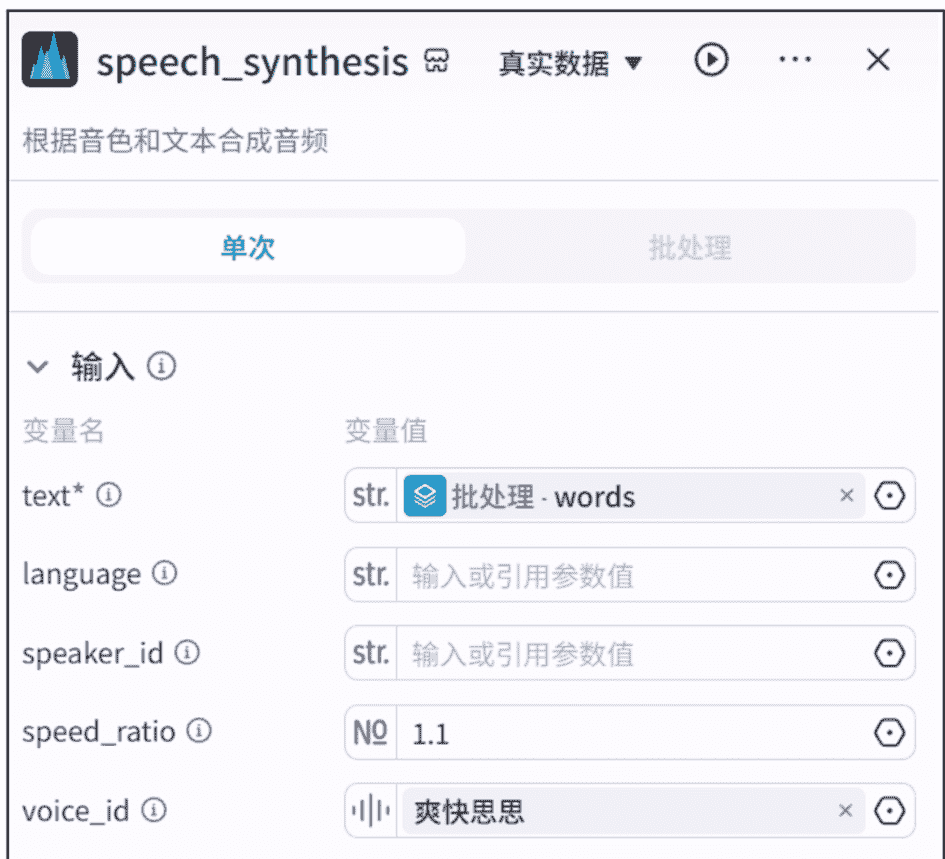 speech_synthesis 真实数据
根据音色和文本合成音频
单次 批处理
输入
变量名 变量值
text* str. 批处理 · words
language str. 输入或引用参数值
speaker_id str. 输入或引用参数值
speed_ratio № 1.1
voice_id 爽快思思